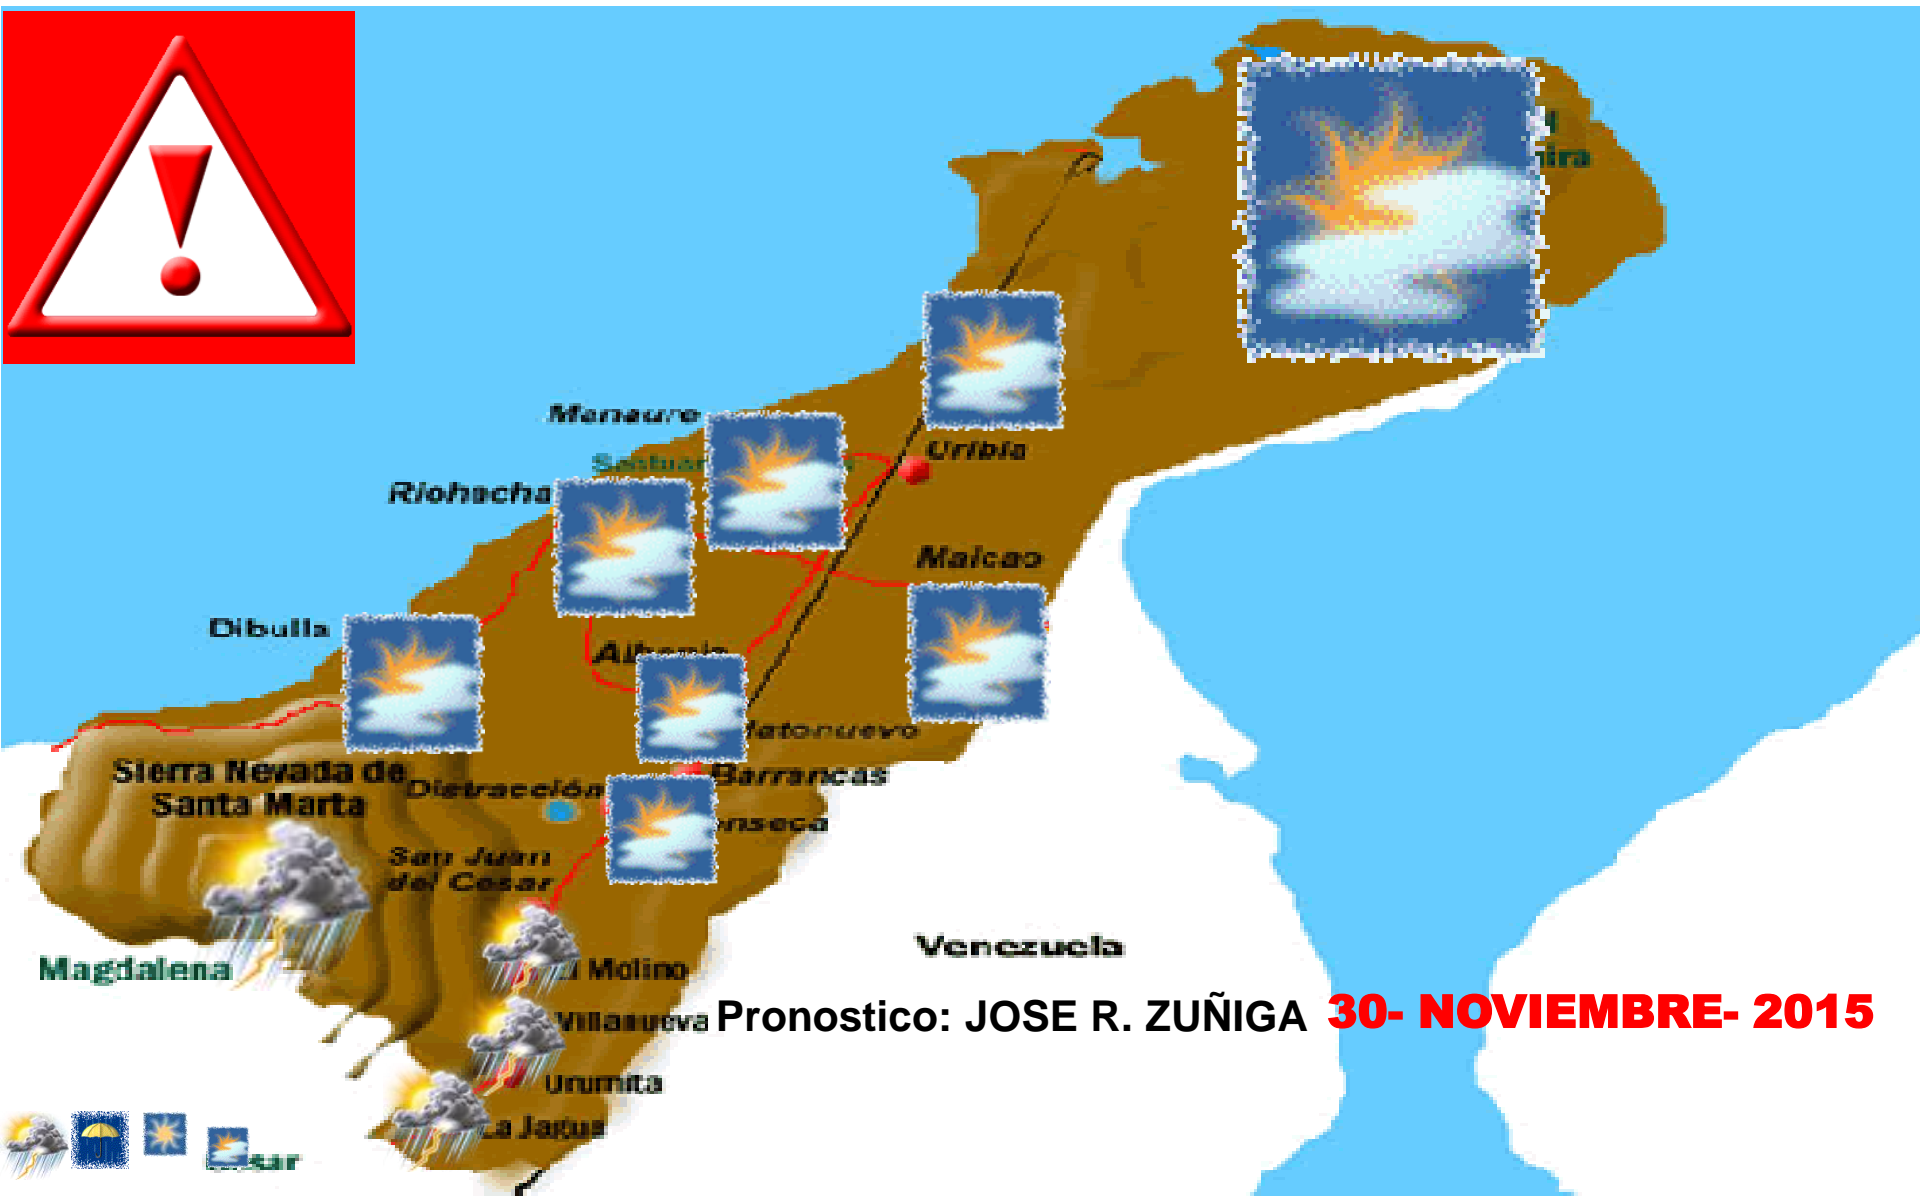 Manaure
Uribia
Riohacha
Maicao
Dibulla
Sierra Nevada de
Santa Marta
Distracción
Barrancas
San Juan
del Cesar
Venezuela
Magdalena
Molino
Villanueva
Pronostico: JOSE R. ZUÑIGA 30- NOVIEMBRE- 2015
Urumita
La Jagua